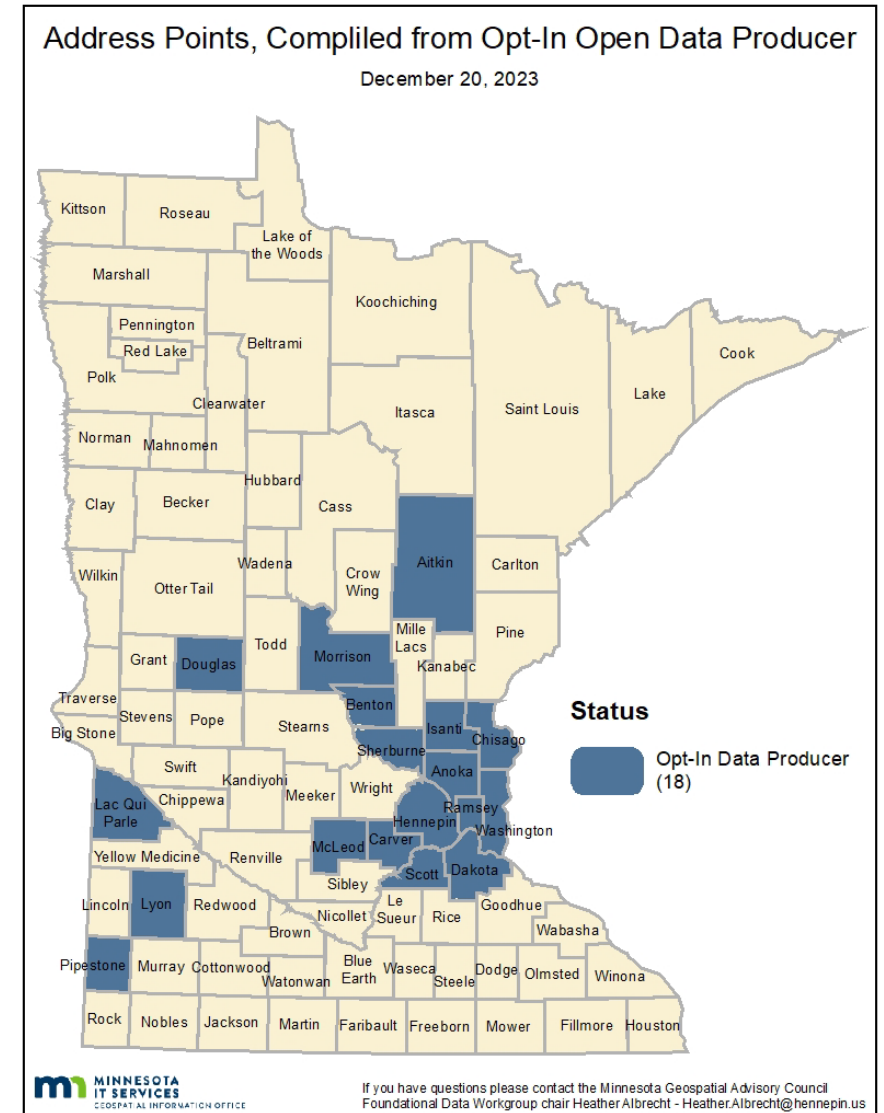 Address Points, Compliled from Opt-In Open Data Producer
December 20, 2023
Kittson
Roseau
Lake of
the Woods
Marshall
Koochiching
Pennington
Red Lake
Beltrami
Cook
Polk
Clearwater
Itasca
Saint Louis
Lake
Norman
Mahnomen
Hubbard
Clay
Becker
Cass
Wadena
Aitkin
Carlton
Wilkin
Otter Tail
Crow
Wing
Mille
Lacs
Pine
Grant
Douglas
Todd
Morrison
Kanabec
Traverse
Stevens
Pope
Benton
Big Stone
Stearns
Isanti
Chisago
Sherburne
Swift
Kandiyohi
Anoka
Meeker
Wright
Lac Qui
Parle
Chippewa
Ramsey
Hennepin
Washington
McLeod
Carver
Yellow Medicine
Renville
Scott
Dakota
Sibley
Lincoln
Lyon
Redwood
Nicollet
Le
Sueur
Rice
Goodhue
Brown
Wabasha
Pipestone
Murray
Cottonwood
Watonwan
Blue
Earth
Waseca
Steele
Dodge
Olmsted
Winona
Rock
Nobles
Jackson
Martin
Faribault
Freeborn
Mower
Fillmore
Houston
Status
Opt-In Data Producer
(18)
mn
MINNESOTA
IT SERVICES
GEOSPATIAL INFORMATION OFFICE
If you have questions please contact the Minnesota Geospatial Advisory Council
Foundational Data Workgroup chair Heather Albrecht - Heather.Albrecht@hennepin.us